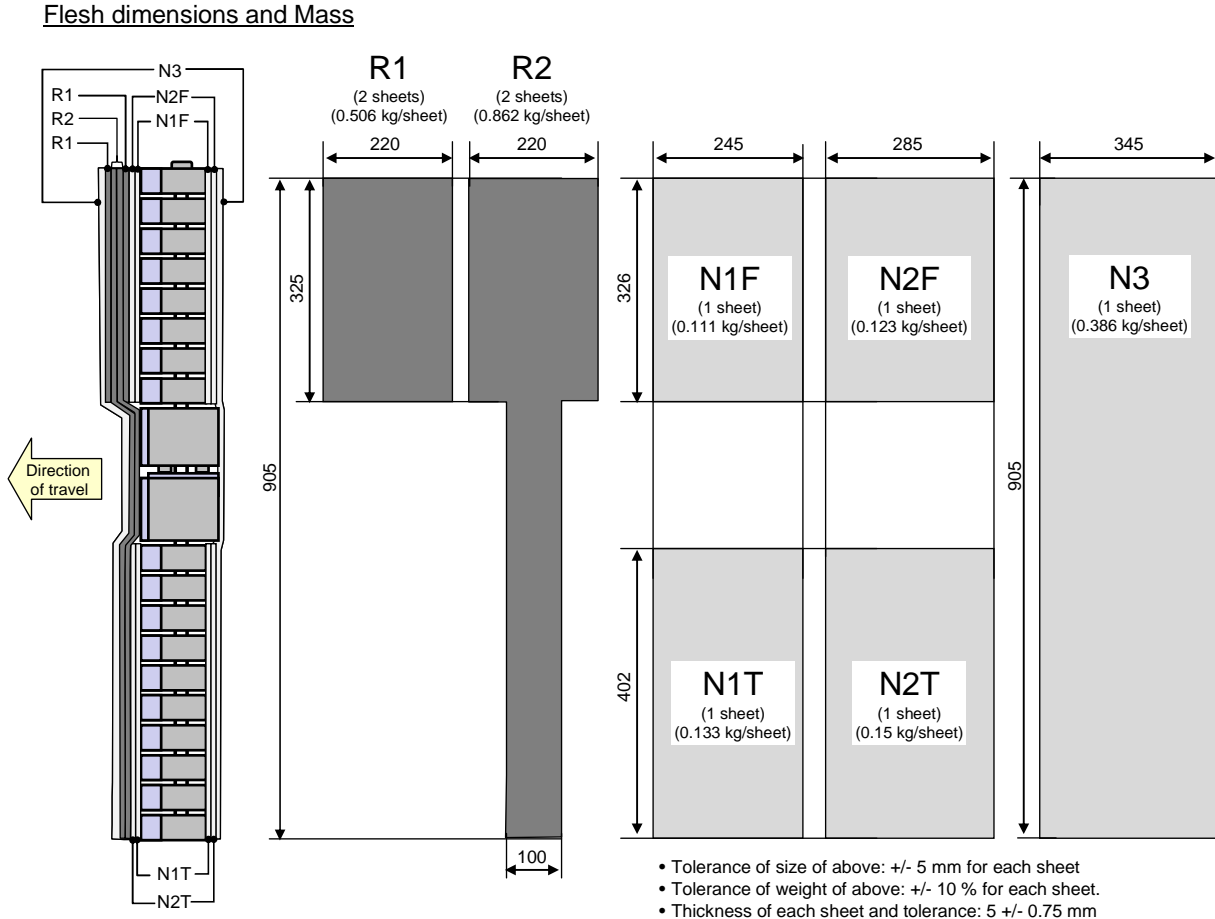 Flesh dimensions and Mass
N3
R1
N2F
R2
N1F
R1
Direction
of travel
N1T
N2T
R1
(2 sheets)
(0.506 kg/sheet)
220
325
R2
(2 sheets)
(0.862 kg/sheet)
220
905
100
245
326
N1F
(1 sheet)
(0.111 kg/sheet)
285
N2F
(1 sheet)
(0.123 kg/sheet)
345
905
N3
(1 sheet)
(0.386 kg/sheet)
402
N1T
(1 sheet)
(0.133 kg/sheet)
N2T
(1 sheet)
(0.15 kg/sheet)
• Tolerance of size of above: +/- 5 mm for each sheet
• Tolerance of weight of above: +/- 10 % for each sheet.
• Thickness of each sheet and tolerance: 5 +/- 0.75 mm